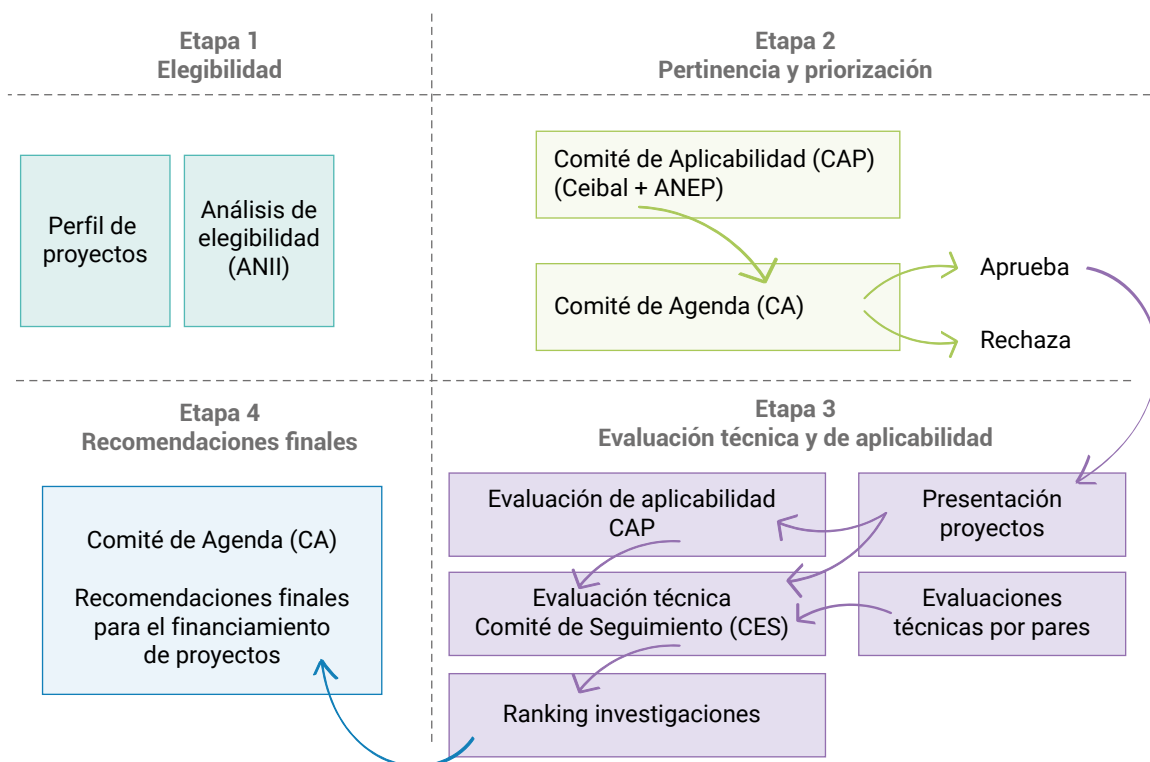 Etapa 1
Elegibilidad
Etapa 2
Pertinencia y priorización
Perfil de
proyectos
Análisis de
elegibilidad
(ANII)
Comité de Aplicabilidad (CAP)
(Ceibal + ANEP)
Comité de Agenda (CA)
Aprueba
Rechaza
Etapa 4
Recomendaciones finales
Etapa 3
Evaluación técnica y de aplicabilidad
Comité de Agenda (CA)
Recomendaciones finales
para el financiamiento
de proyectos
Evaluación de aplicabilidad
CAP
Presentación
proyectos
Evaluación técnica
Comité de Seguimiento (CES)
Evaluaciones
técnicas por pares
Ranking investigaciones